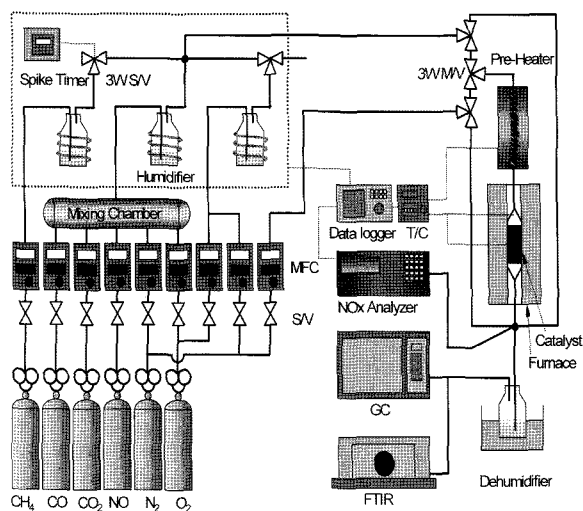 Spike Timer
3W S/V
3W M/V
Pre-Heater
Humidifier
Mixing Chamber
Data logger
T/C
MFC
NOx Analyzer
S/V
Catalyst
Furnace
GC
Dehumidifier
FTIR
CH₄
CO
CO₂
NO
N₂
O₂